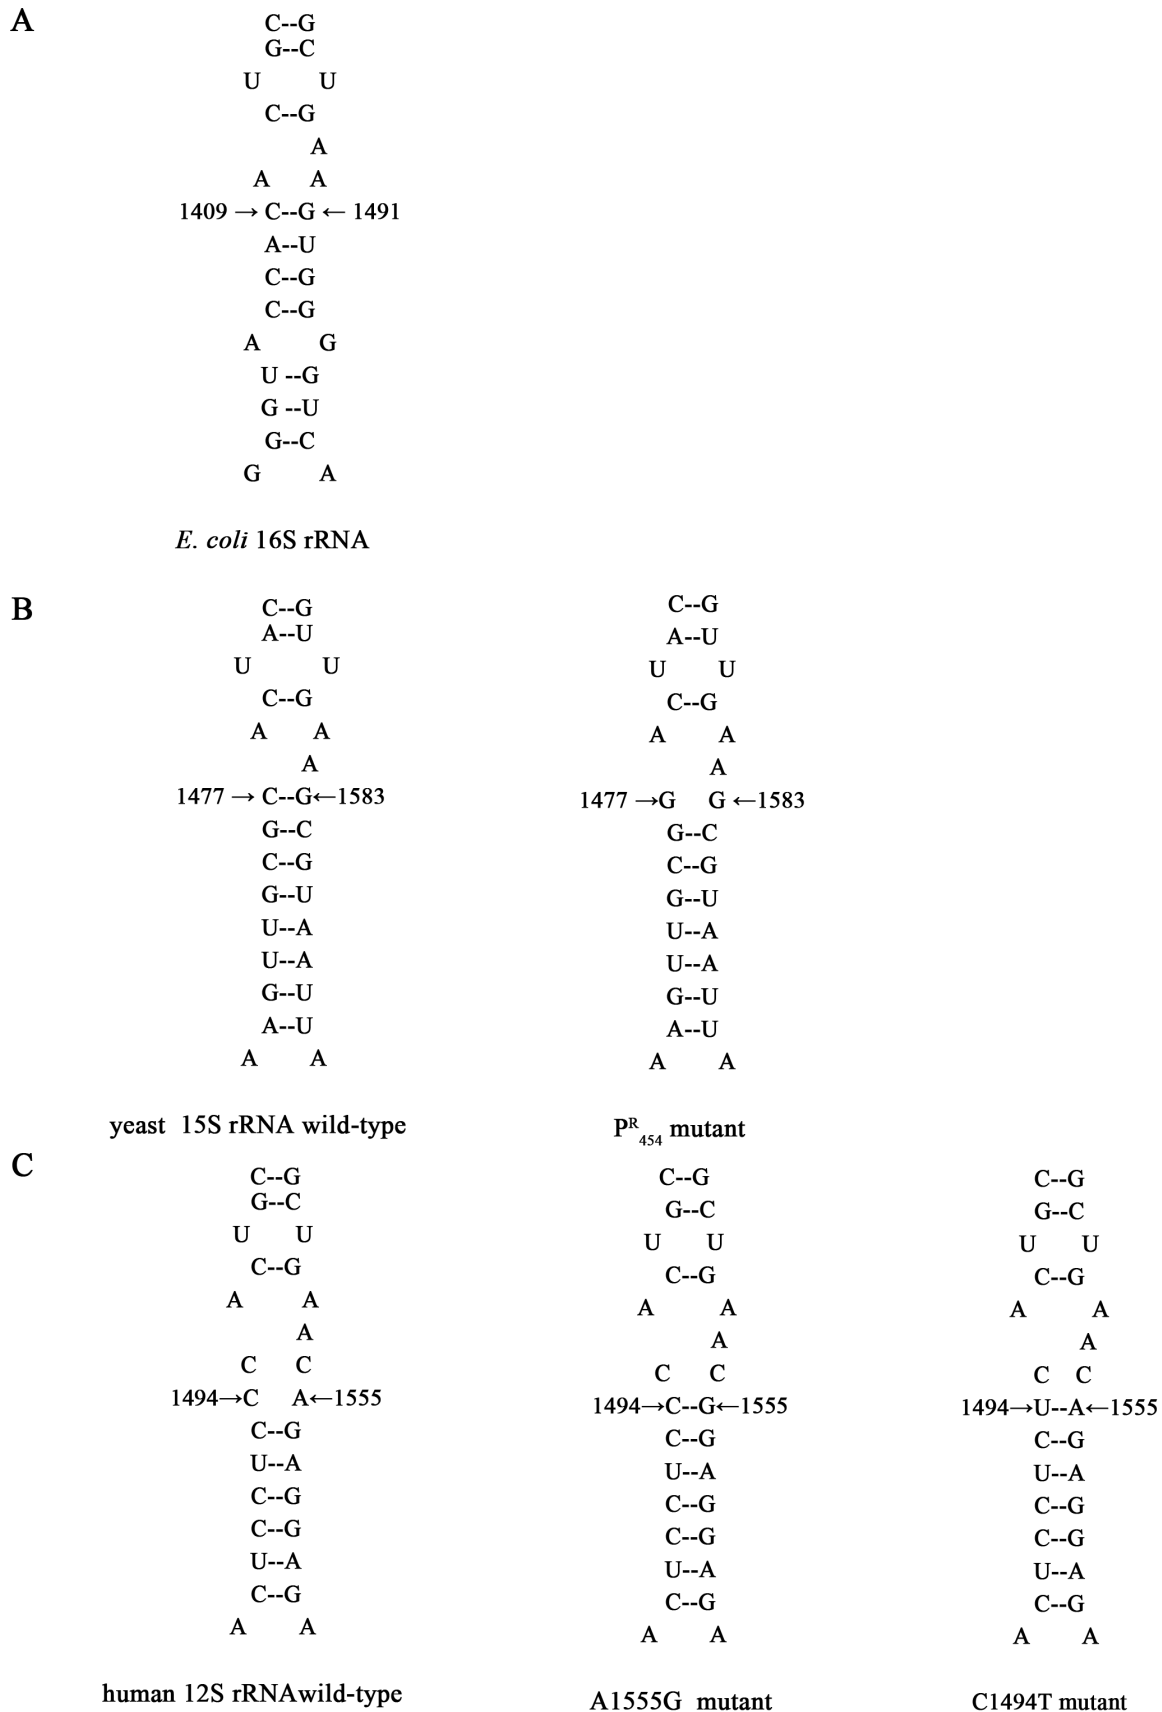 A
C--G
G--C
U U
C--G
A
A A
1409 → C--G ← 1491
A--U
C--G
C--G
A G
U --G
G --U
G--C
G A
E. coli 16S rRNA
B
C--G
A--U
U U
C--G
A A
A
1477 → C--G←1583
G--C
C--G
G--U
U--A
U--A
G--U
A--U
A A
yeast 15S rRNA wild-type
C--G
A--U
U U
C--G
A A
A
1477 →G G ←1583
G--C
C--G
G--U
U--A
U--A
G--U
A--U
A A
Pᴿ₄₅₄ mutant
C
C--G
G--C
U U
C--G
A A
A
C C
1494→C A←1555
C--G
U--A
C--G
C--G
U--A
C--G
A A
human 12S rRNAwild-type
C--G
G--C
U U
C--G
A A
A
C C
1494→C--G←1555
C--G
U--A
C--G
C--G
U--A
C--G
A A
A1555G mutant
C--G
G--C
U U
C--G
A A
A
C C
1494→U--A←1555
C--G
U--A
C--G
C--G
U--A
C--G
A A
C1494T mutant